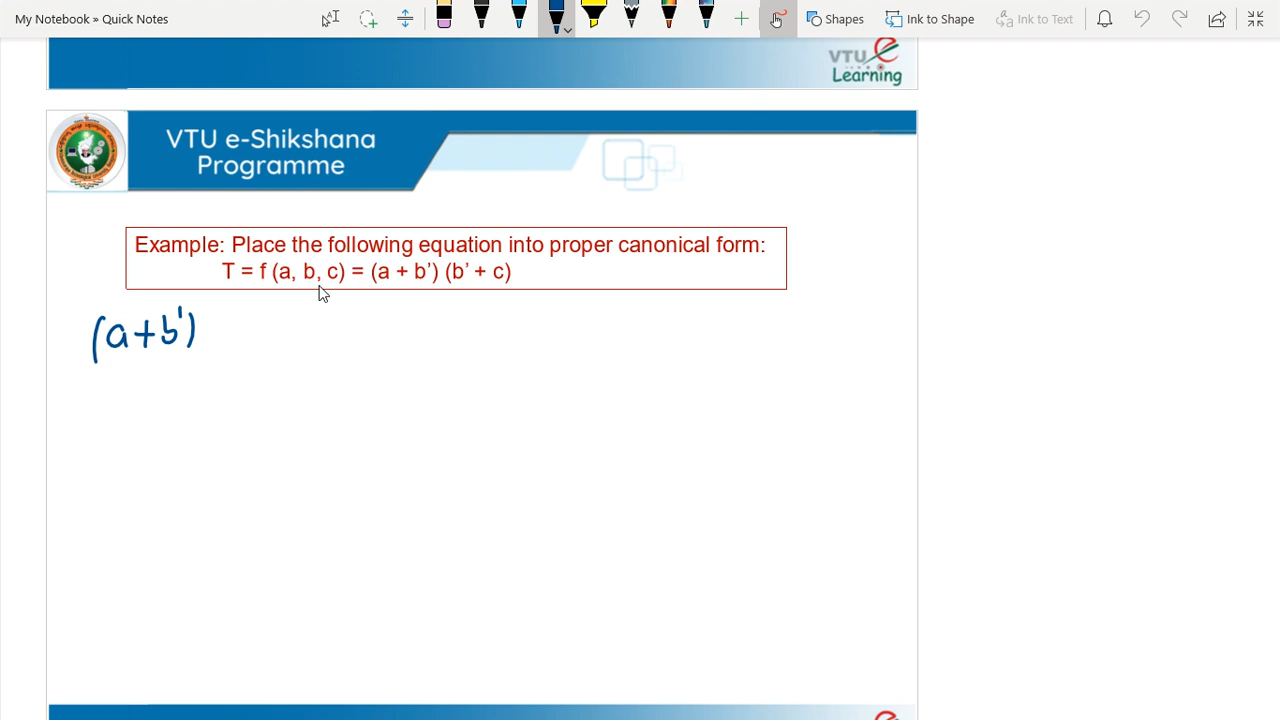 My Notebook » Quick Notes
Shapes
Ink to Shape
Ink to Text
VTU e
Learning
VTU e-Shikshana
Programme
Example: Place the following equation into proper canonical form:
T = f (a, b, c) = (a + b’) (b’ + c)
(a+b')